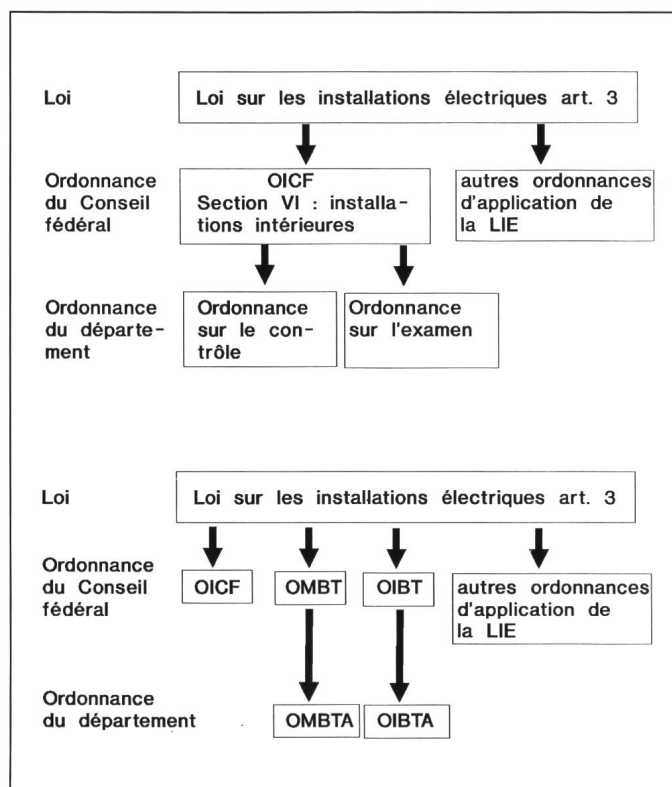 Loi
Loi sur les installations électriques art. 3
Ordonnance
du Conseil
fédéral
OICF
Section VI : installa-
tions intérieures
autres ordonnances
d'application de
la LIE
Ordonnance
du départe-
ment
Ordonnance
sur le con-
trôle
Ordonnance
sur l'examen
Loi
Loi sur les installations électriques art. 3
Ordonnance
du Conseil
fédéral
OICF
OMBT
OIBT
autres ordonnances
d'application de
la LIE
Ordonnance
du département
OMBTA
OIBTA